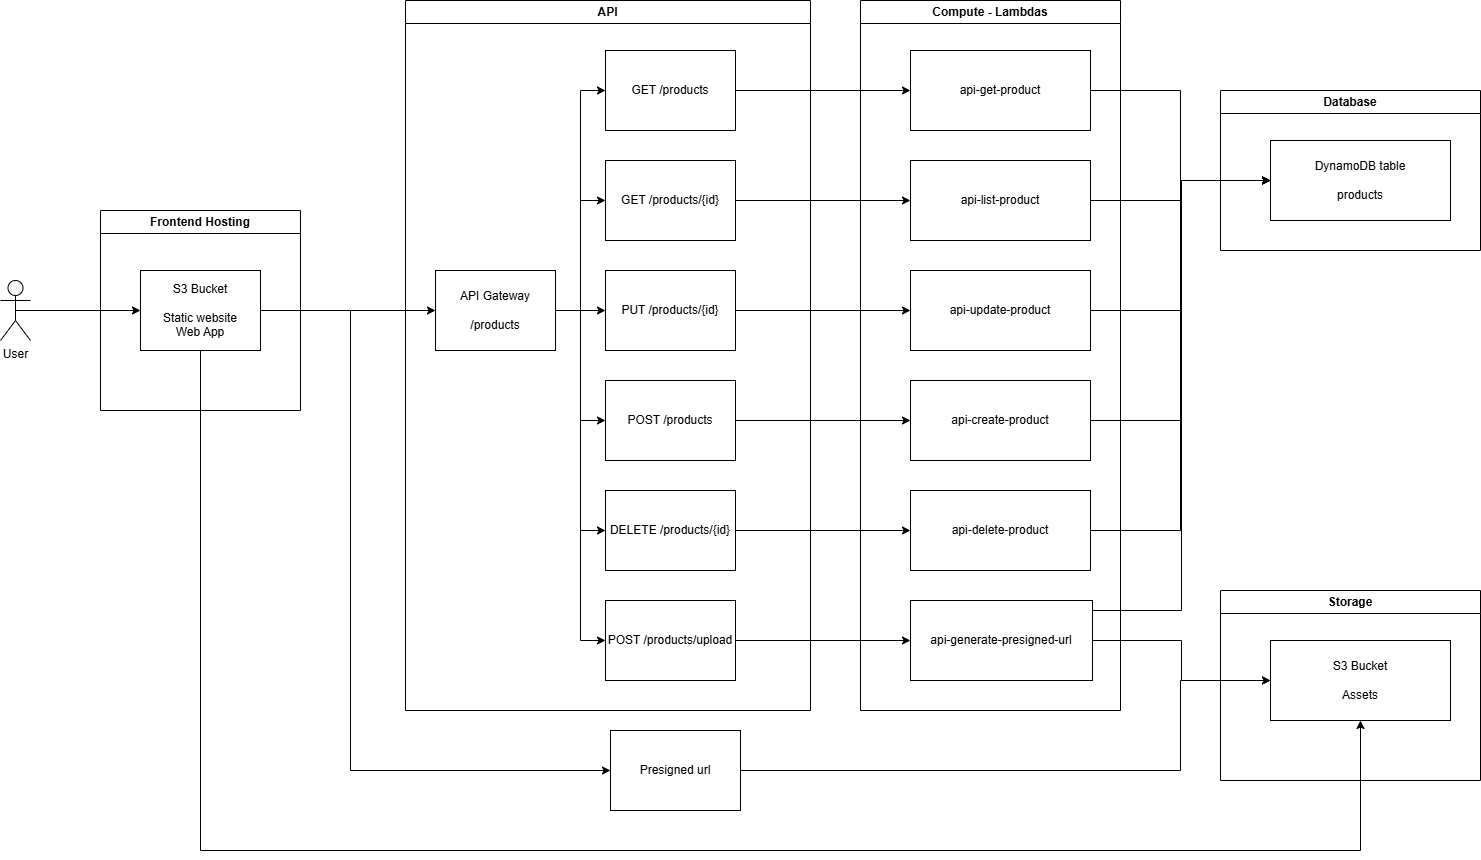 API
Compute - Lambdas
GET /products
api-get-product
Database
DynamoDB table
products
GET /products/{id}
api-list-product
Frontend Hosting
S3 Bucket
Static website
Web App
User
API Gateway
/products
PUT /products/{id}
api-update-product
POST /products
api-create-product
DELETE /products/{id}
api-delete-product
POST /products/upload
api-generate-presigned-url
Storage
S3 Bucket
Assets
Presigned url